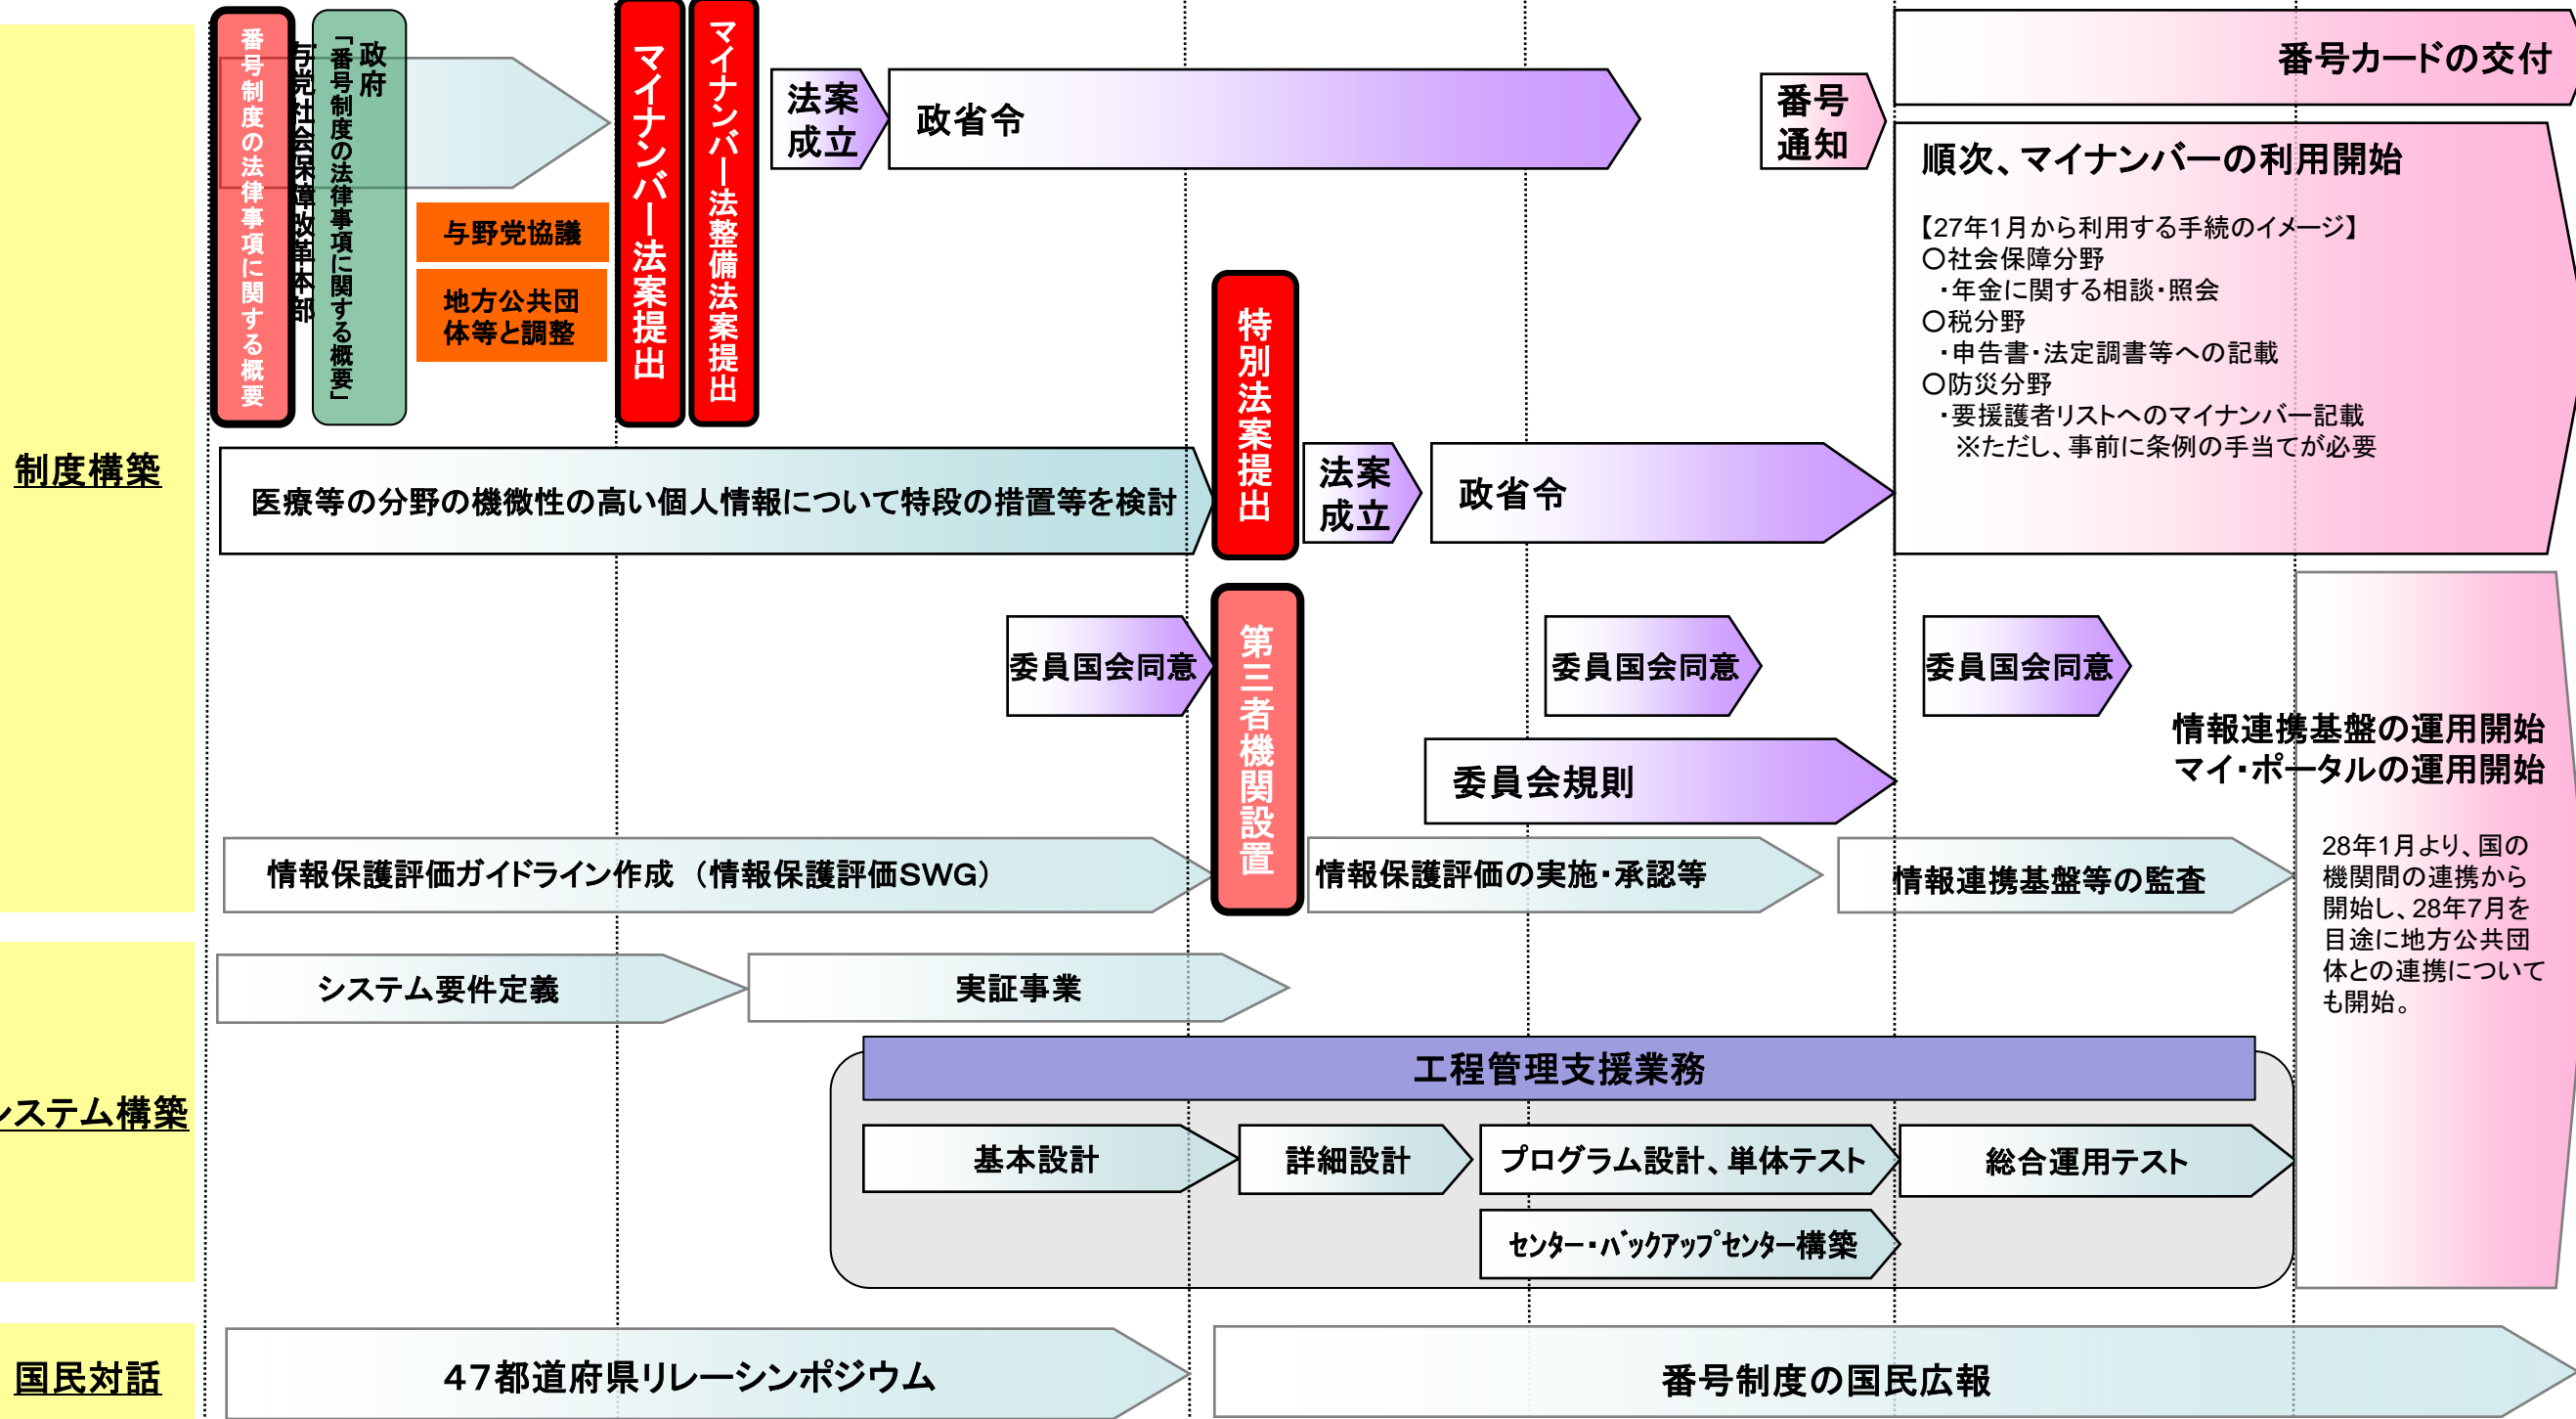 制度構築
番号制度の法律事項に関する概要
与党社会保障改革本部
政府
「番号制度の法律事項に関する概要」
与野党協議
地方公共団
体等と調整
マイナンバー法案提出
マイナンバー法整備法案提出
法案
成立
政省令
番号
通知
番号カードの交付
順次、マイナンバーの利用開始
【27年1月から利用する手続のイメージ】
○社会保障分野
・年金に関する相談・照会
○税分野
・申告書・法定調書等への記載
○防災分野
・要援護者リストへのマイナンバー記載
※ただし、事前に条例の手当てが必要
医療等の分野の機微性の高い個人情報について特段の措置等を検討
特別法案提出
法案
成立
政省令
委員国会同意
第三者機関設置
委員国会同意
委員国会同意
委員会規則
情報連携基盤の運用開始
マイ・ポータルの運用開始
28年1月より、国の
機関間の連携から
開始し、28年7月を
目途に地方公共団
体との連携について
も開始。
情報保護評価ガイドライン作成 （情報保護評価SWG）
情報保護評価の実施・承認等
情報連携基盤等の監査
システム構築
システム要件定義
実証事業
工程管理支援業務
基本設計
詳細設計
プログラム設計、単体テスト
総合運用テスト
ｾﾝﾀｰ・ﾊﾞｯｸｱｯﾌﾟｾﾝﾀｰ構築
国民対話
４７都道府県リレーシンポジウム
番号制度の国民広報